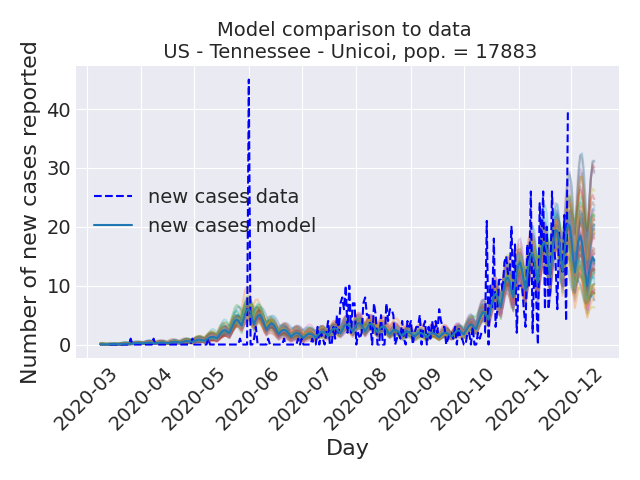 Model comparison to data
US - Tennessee - Unicoi, pop. = 17883
Number of new cases reported
40
30
20
10
0
new cases data
new cases model
2020-03
2020-04
2020-05
2020-06
2020-07
2020-08
2020-09
2020-10
2020-11
2020-12
Day